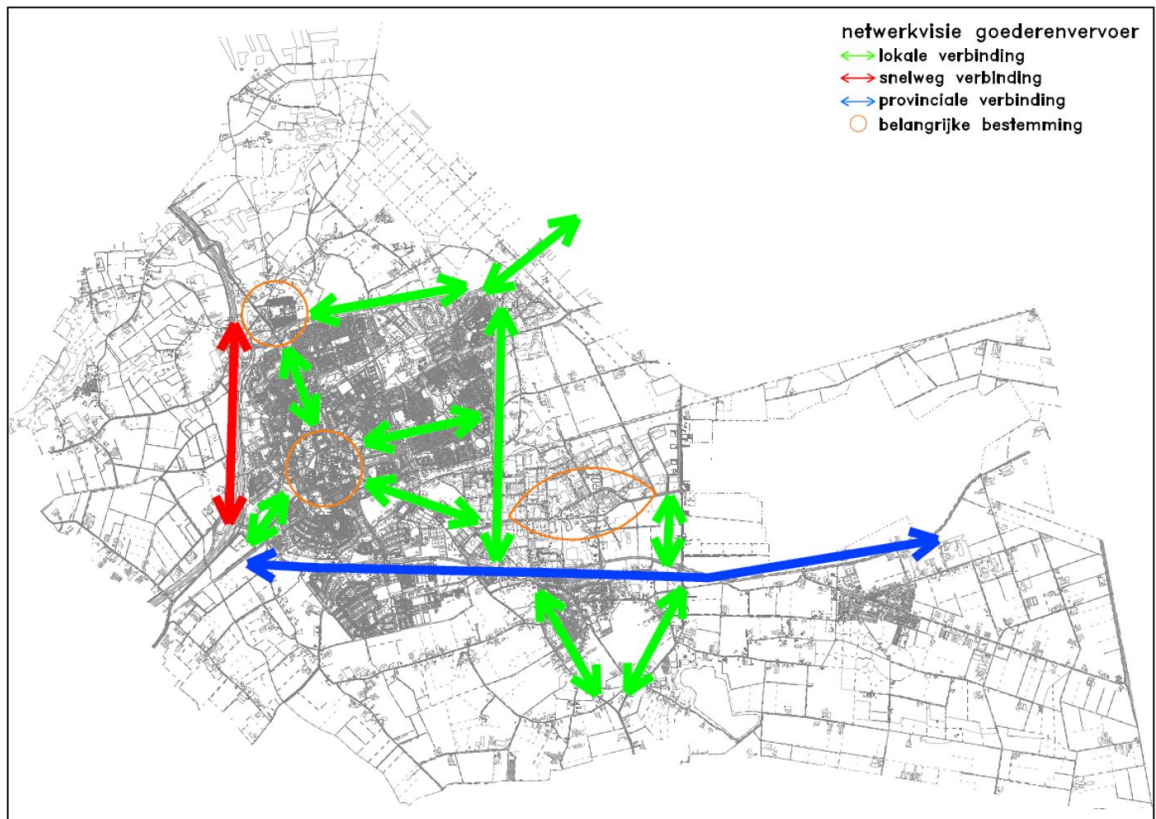 netwerkvisie goederenvervoer
lokale verbinding
snelweg verbinding
provinciale verbinding
belangrijke bestemming